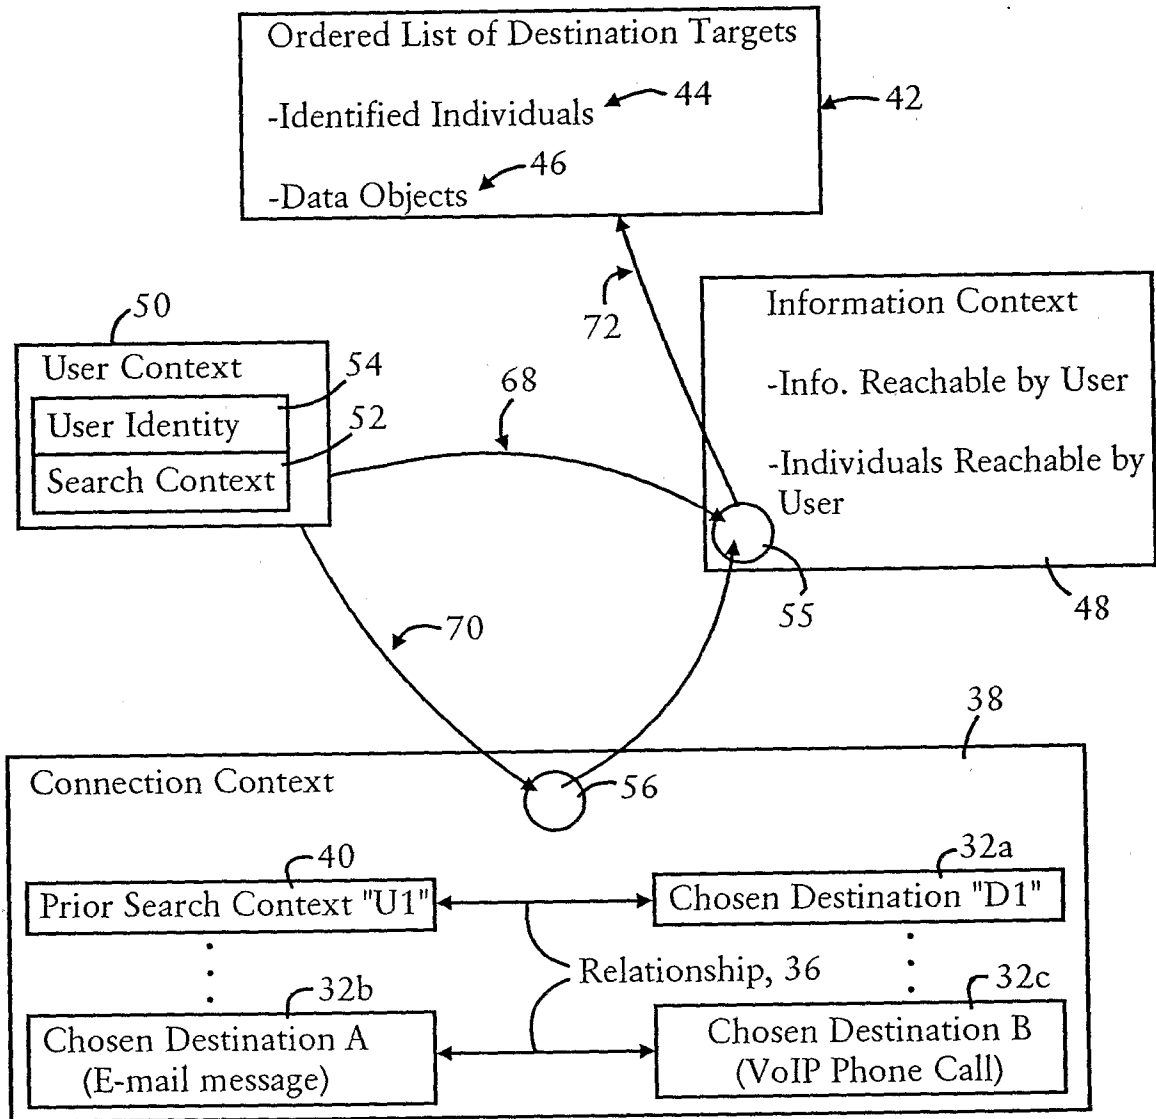 Ordered List of Destination Targets
-Identified Individuals
44
42
-Data Objects
46
72
Information Context
-Info. Reachable by User
-Individuals Reachable by
User
55
48
50
User Context
54
User Identity
52
Search Context
68
70
38
Connection Context
56
40
32a
Prior Search Context "U1"
Chosen Destination "D1"
Relationship, 36
32b
32c
Chosen Destination A
(E-mail message)
Chosen Destination B
(VoIP Phone Call)